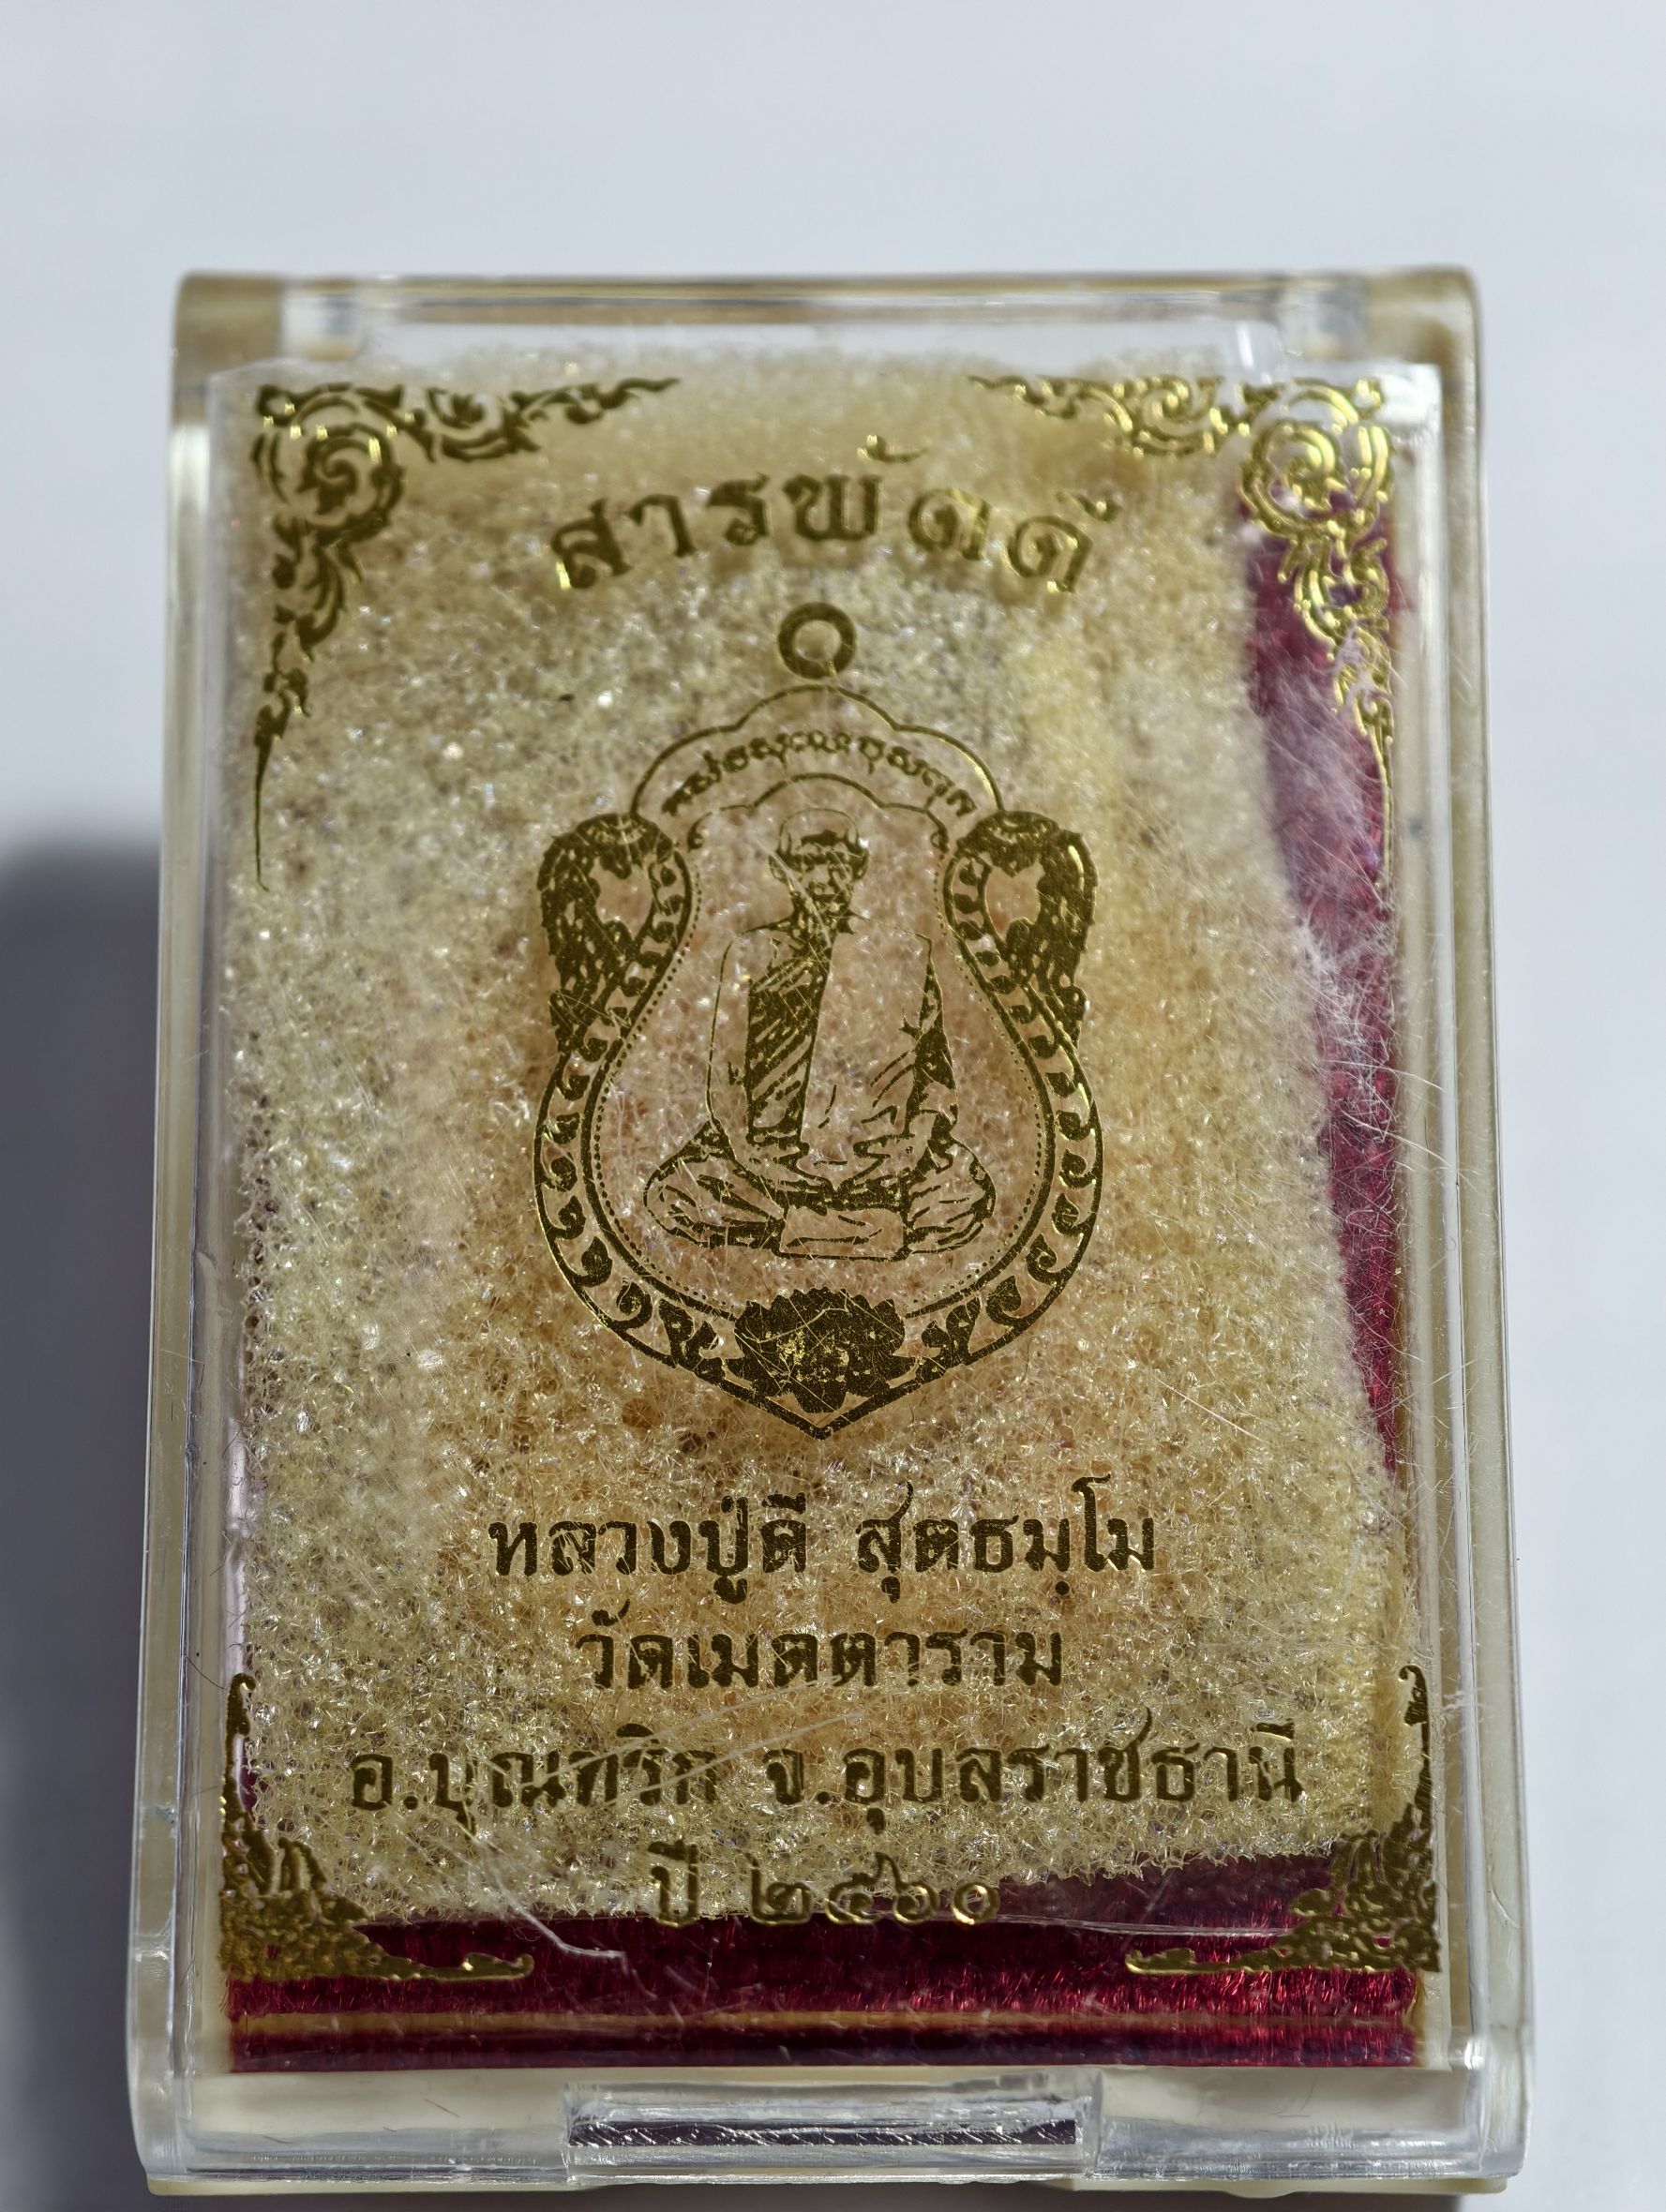 สารพัดดี
หลวงปู่ดี สุตธมฺโม
วัดเมดตาราม
อ.บุณฑริก จ.อุบลราชธานี
ปี ๒๕๖๐